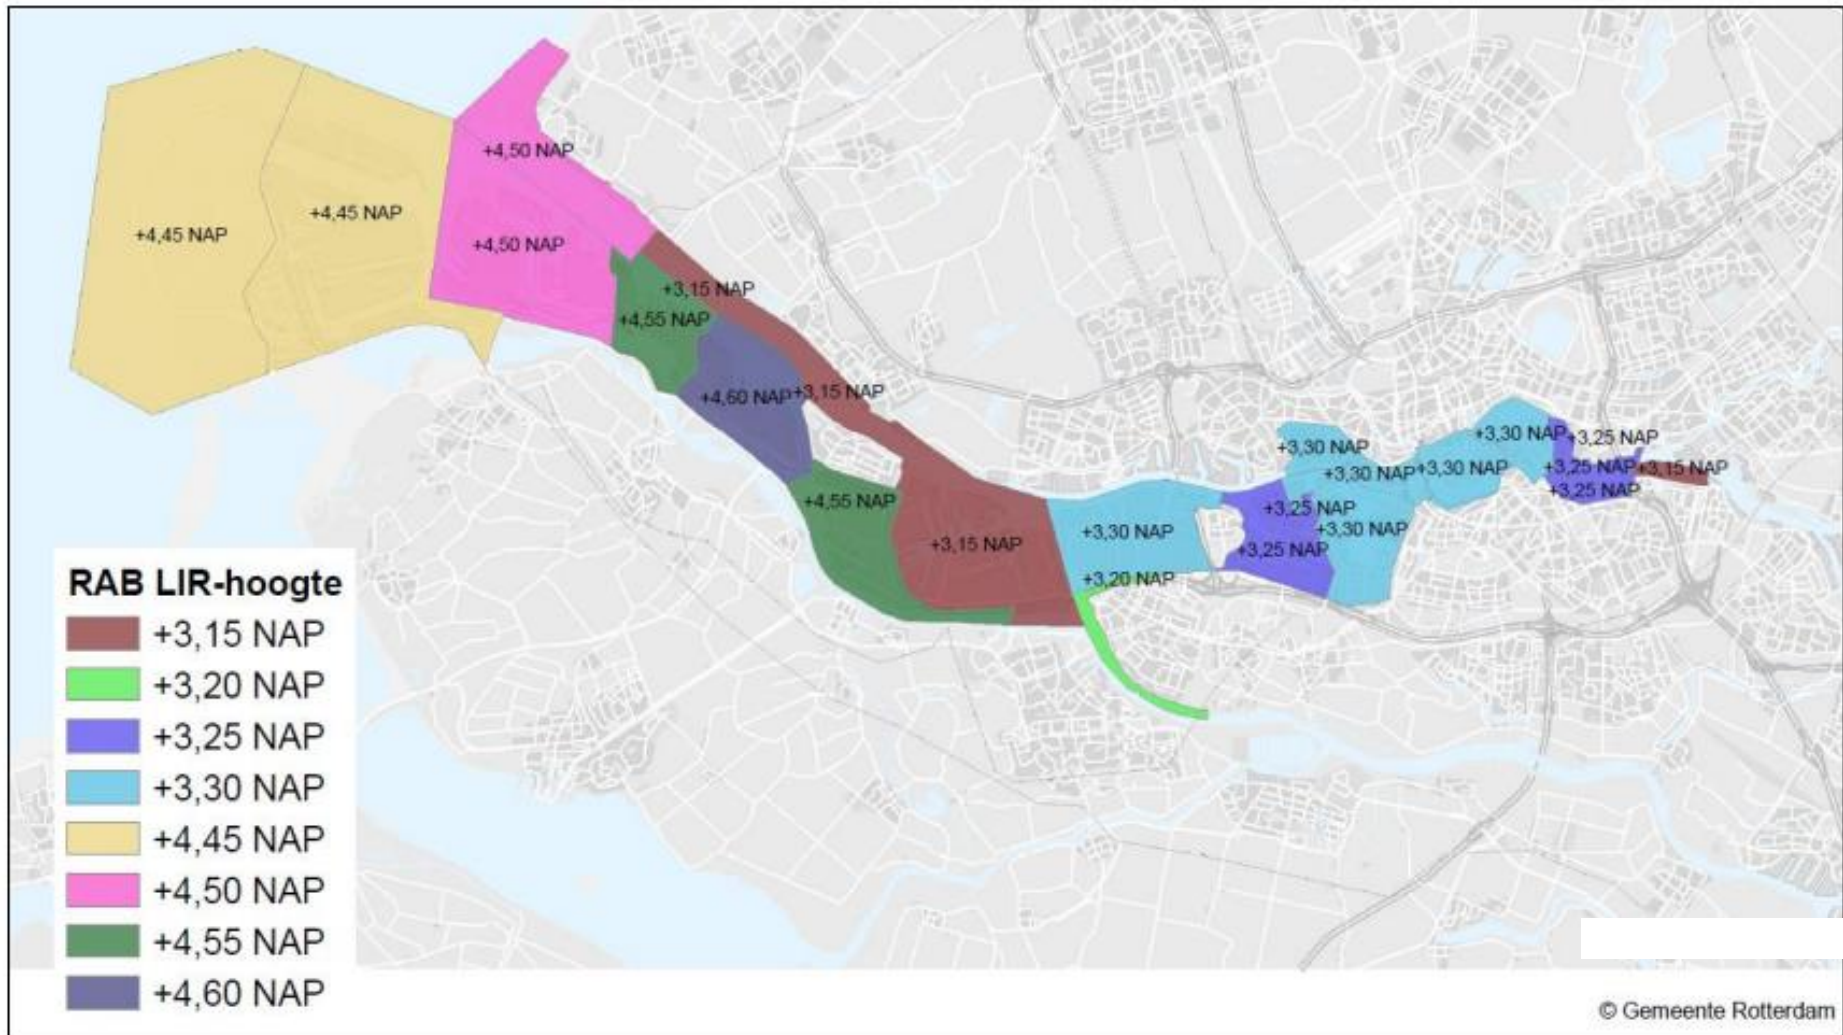 +4,50 NAP
+4,45 NAP
+4,45 NAP
+4,50 NAP
+3,15 NAP
+4,55 NAP
+4,60 NAP
+3,15 NAP
+4,55 NAP
+3,15 NAP
+3,30 NAP
+3,20 NAP
+3,30 NAP
+3,30 NAP
+3,30 NAP
+3,30 NAP
+3,25 NAP
+3,25 NAP
+3,15 NAP
+3,25 NAP
+3,25 NAP
+3,30 NAP
+3,25 NAP
RAB LIR-hoogte
+3,15 NAP
+3,20 NAP
+3,25 NAP
+3,30 NAP
+4,45 NAP
+4,50 NAP
+4,55 NAP
+4,60 NAP
© Gemeente Rotterdam